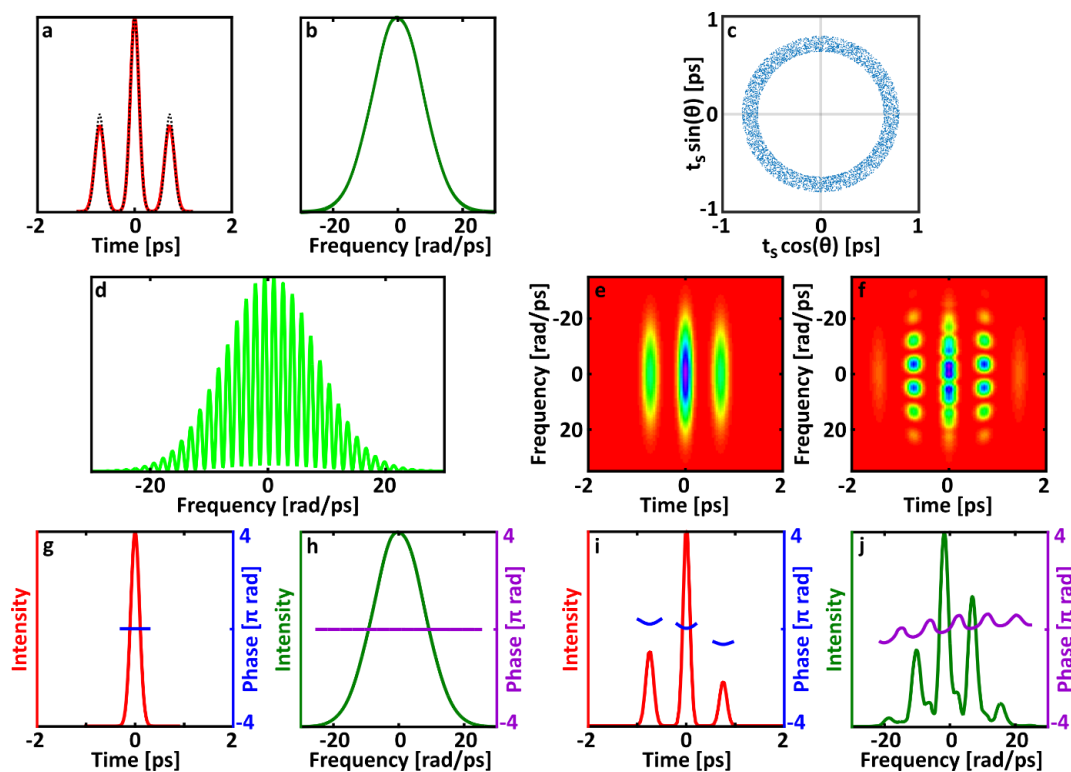 a
-2 0 2
Time [ps]
b
-20 0 20
Frequency [rad/ps]
c
1
0
-1
t_s sin(θ) [ps]
-1 0 1
t_s cos(θ) [ps]
d
-20 0 20
Frequency [rad/ps]
e
-20
0
20
Frequency [rad/ps]
-2 0 2
Time [ps]
f
-20
0
20
Frequency [rad/ps]
-2 0 2
Time [ps]
g
Intensity
4
-4
Phase [π rad]
-2 0 2
Time [ps]
h
Intensity
4
-4
Phase [π rad]
-20 0 20
Frequency [rad/ps]
i
Intensity
4
-4
Phase [π rad]
-2 0 2
Time [ps]
j
Intensity
4
-4
Phase [π rad]
-20 0 20
Frequency [rad/ps]